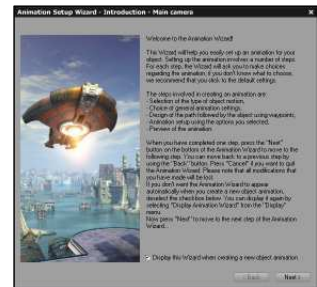 Animation Setup Wizard - Introduction - Main camera
Welcome to the Animation Wizard!
This Wizard will help you easily set up an animation for your
object. Setting up the animation involves a number of steps.
For each step, the Wizard will ask you to make choices
regarding the animation; if you don't know what to choose,
we recommend that you stick to the default settings.
The steps involved in creating an animation are:
- Selection of the type of object motion,
- Choice of general animation settings,
- Design of the path followed by the object using waypoints,
- Animation setup using the options you selected,
- Preview of the animation.
When you have completed one step, press the "Next"
button on the bottom of the Animation Wizard to move to the
following step. You can move back to a previous step by
using the "Back" button. Press "Cancel" if you want to quit
the Animation Wizard. Please note that all modifications that
you have made will be lost.
If you don't want the Animation Wizard to appear
automatically when you create a new object animation,
deselect the checkbox below. You can display it again by
selecting "Display Animation Wizard" from the "Display"
menu.
Now press "Next" to move to the next step of the Animation
Wizard...
Display this Wizard when creating a new object animation
Back Next